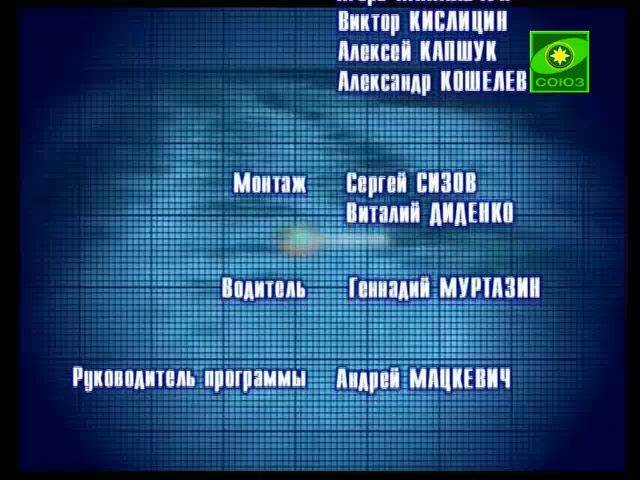 Виктор КИСЛИЦИН
Алексей КАПШУК
Александр КОШЕЛЕВ
СОЮЗ
Монтаж Сергей СИЗОВ
Виталий ДИДЕНКО
Водитель Геннадий МУРТАЗИН
Руководитель программы Андрей МАЦКЕВИЧ